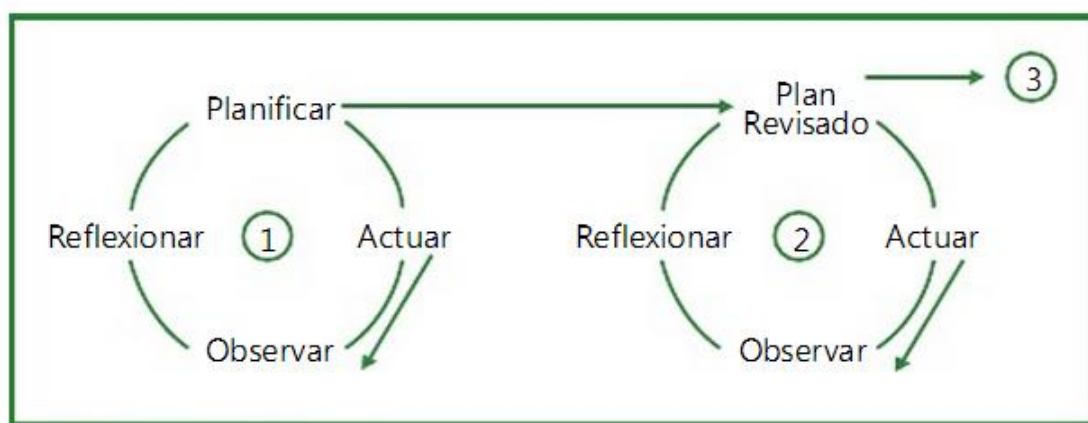 Planificar
Reflexionar
1
Actuar
Observar
Plan
Revisado
Reflexionar
2
Actuar
Observar
3